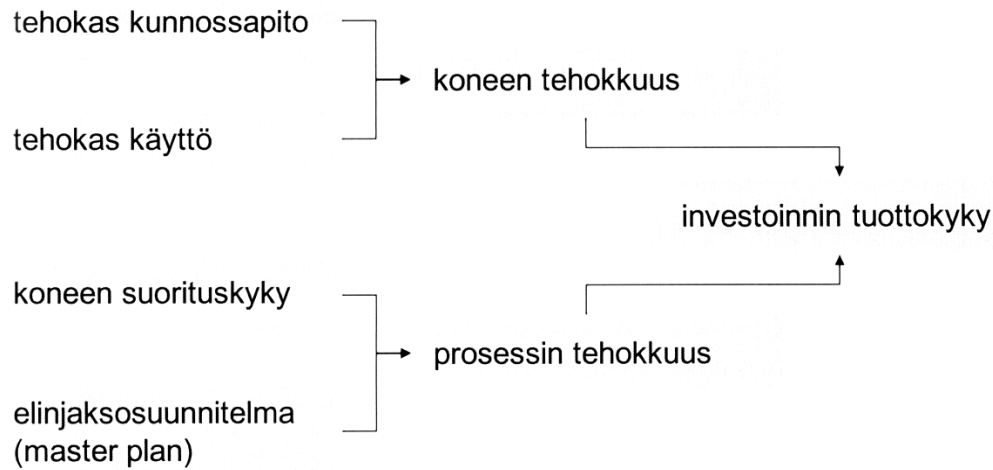 tehokas kunnossapito
koneen tehokkuus
tehokas käyttö
investoinnin tuottokyky
koneen suorituskyky
prosessin tehokkuus
elinjaksosuunnitelma
(master plan)